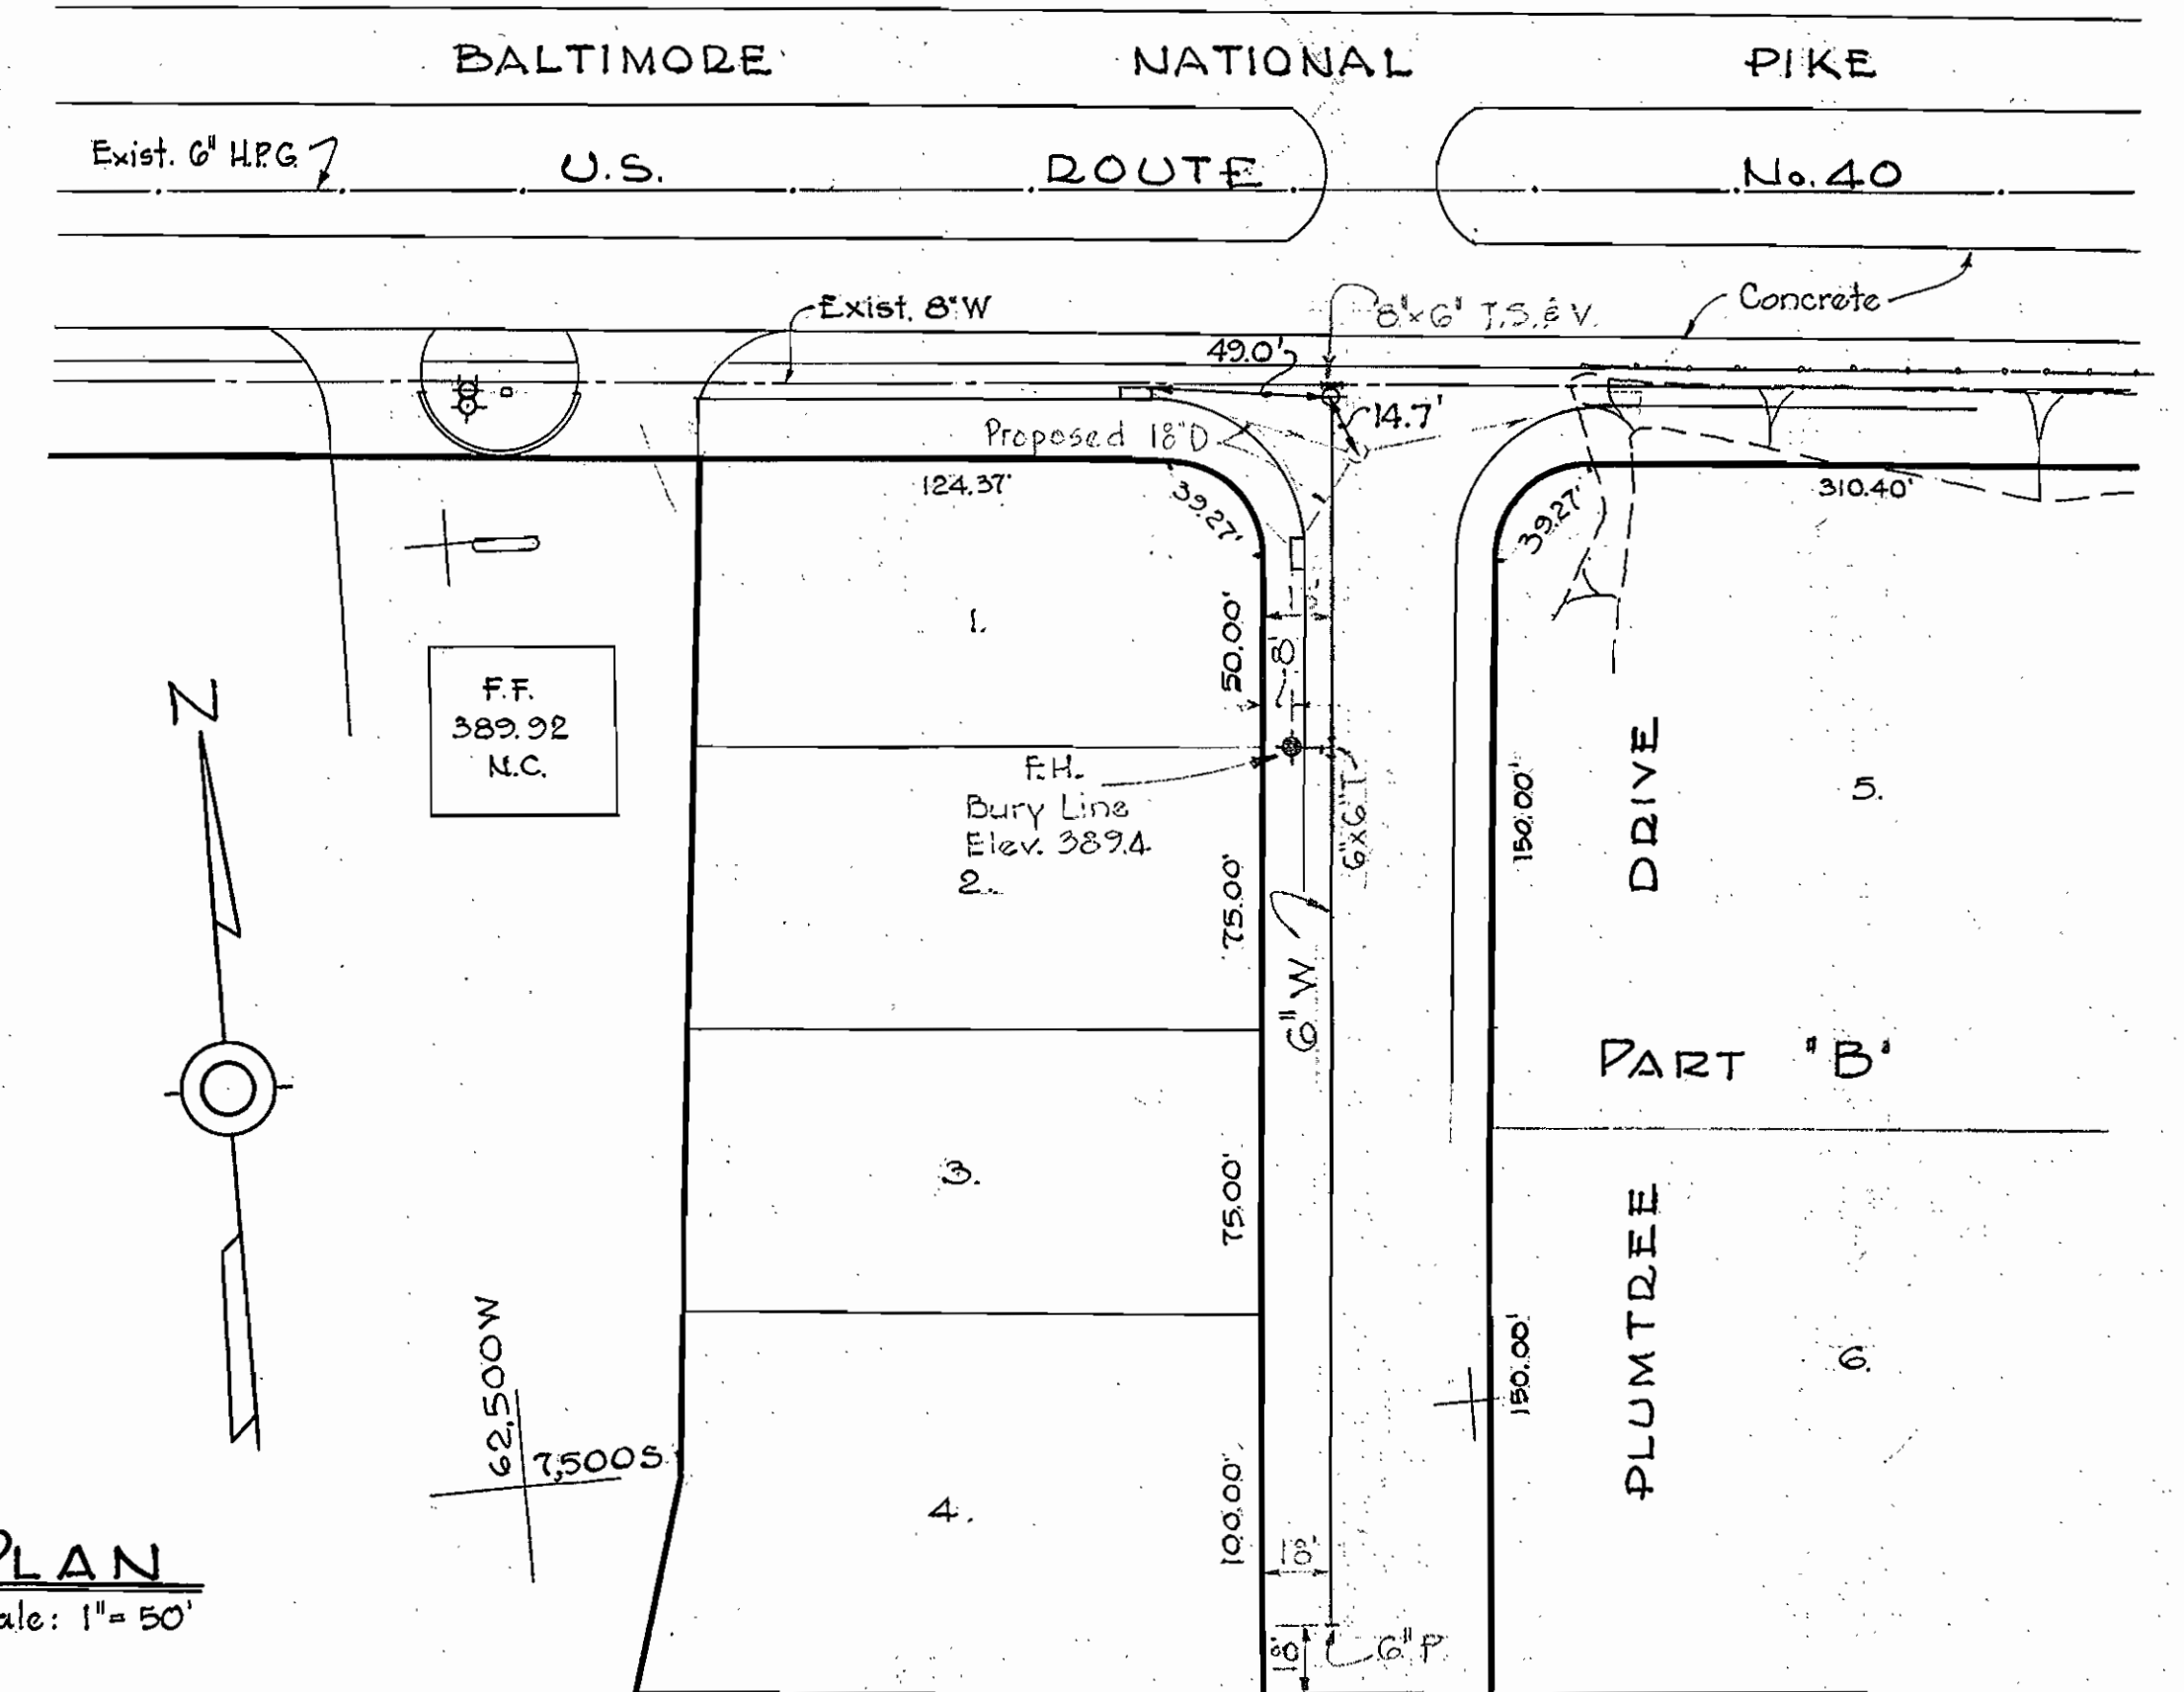 BALTIMORE NATIONAL PIKE
Exist. 6" H.P.G.
U.S. ROUTE No. 40
Exist. 8" W
8"x6" T.S. & V.
Concrete
49.0'
14.7'
Proposed 18"D
124.37'
39.27'
39.27'
310.40'
1.
50.00'
8'
N
F.F.
389.92
N.C.
F.H.
Bury Line
Elev. 389.4
2.
6"x6"T
75.00'
150.00'
DRIVE
5.
6" W
PART "B"
3.
75.00'
PLUMTREE
150.00'
6.
62,500W
7,500S
4.
100.00'
18'
PLAN
ale: 1"= 50'
6" P.